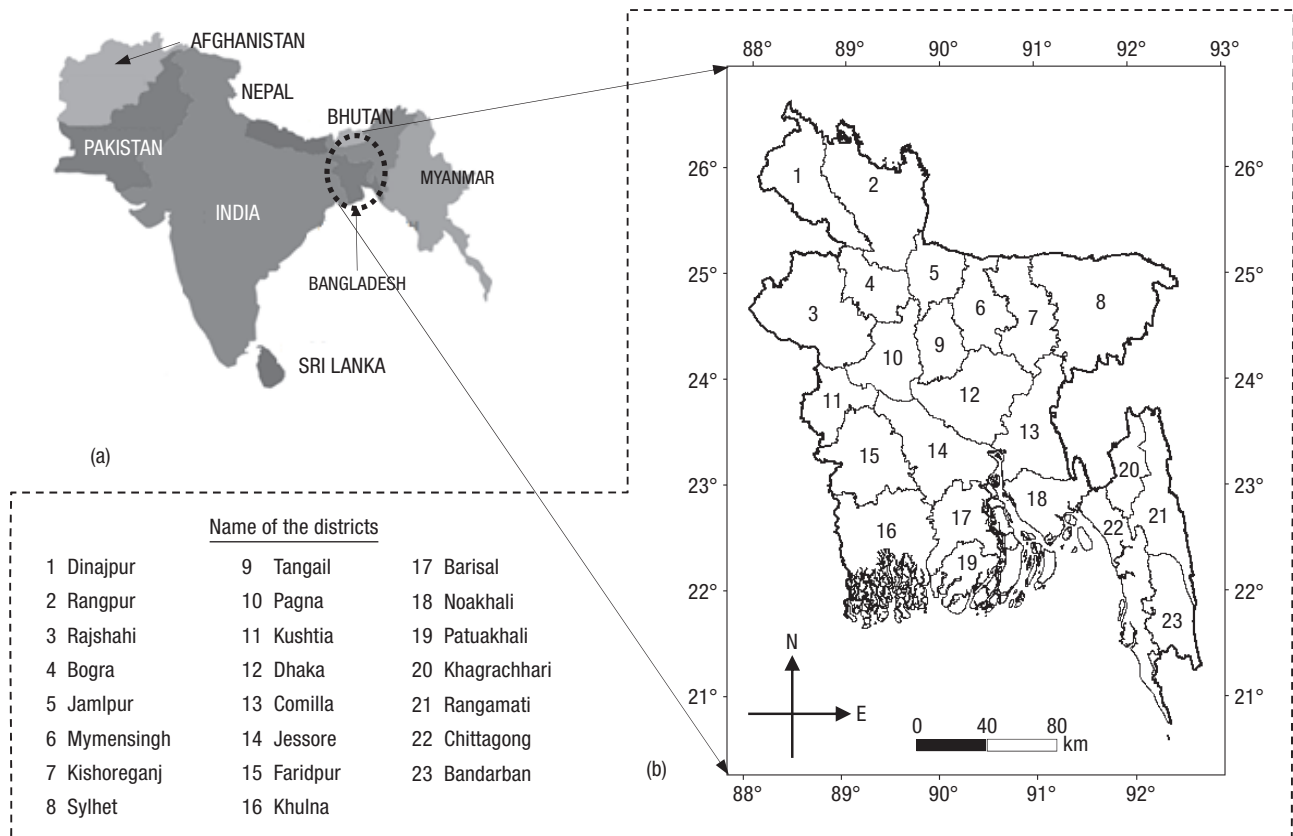 AFGHANISTAN
NEPAL
BHUTAN
PAKISTAN
MYANMAR
INDIA
BANGLADESH
SRI LANKA
(a)
88° 89° 90° 91° 92° 93°
26° 26°
25° 25°
24° 24°
23° 23°
22° 22°
21° 21°
88° 89° 90° 91° 92°
1
2
3
4
5
6
7
8
9
10
11
12
13
14
15
16
17
18
19
20
21
22
23
N
E
0 40 80
km
(b)
Name of the districts
1 Dinajpur
2 Rangpur
3 Rajshahi
4 Bogra
5 Jamlpur
6 Mymensingh
7 Kishoreganj
8 Sylhet
9 Tangail
10 Pagna
11 Kushtia
12 Dhaka
13 Comilla
14 Jessore
15 Faridpur
16 Khulna
17 Barisal
18 Noakhali
19 Patuakhali
20 Khagrachhari
21 Rangamati
22 Chittagong
23 Bandarban